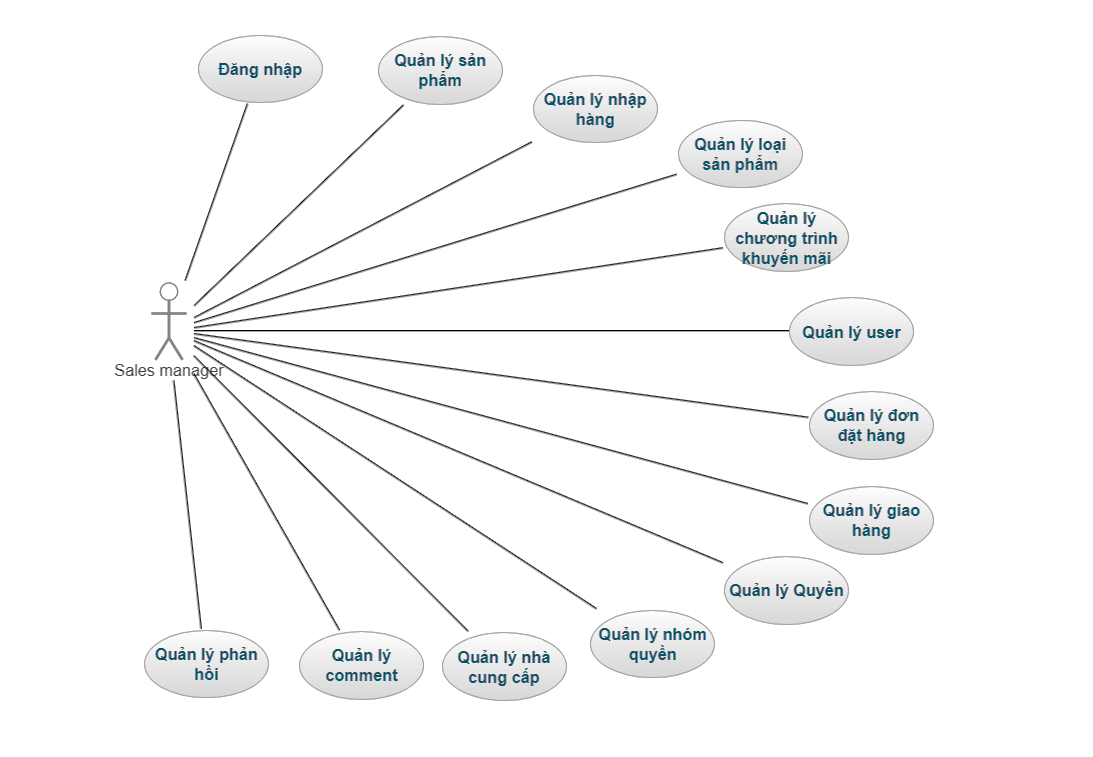 Đăng nhập
Quản lý sản
phẩm
Quản lý nhập
hàng
Quản lý loại
sản phẩm
Quản lý
chương trình
khuyến mãi
Quản lý user
Quản lý đơn
đặt hàng
Quản lý giao
hàng
Quản lý Quyền
Quản lý nhóm
quyền
Quản lý nhà
cung cấp
Quản lý
comment
Quản lý phản
hồi
Sales manager